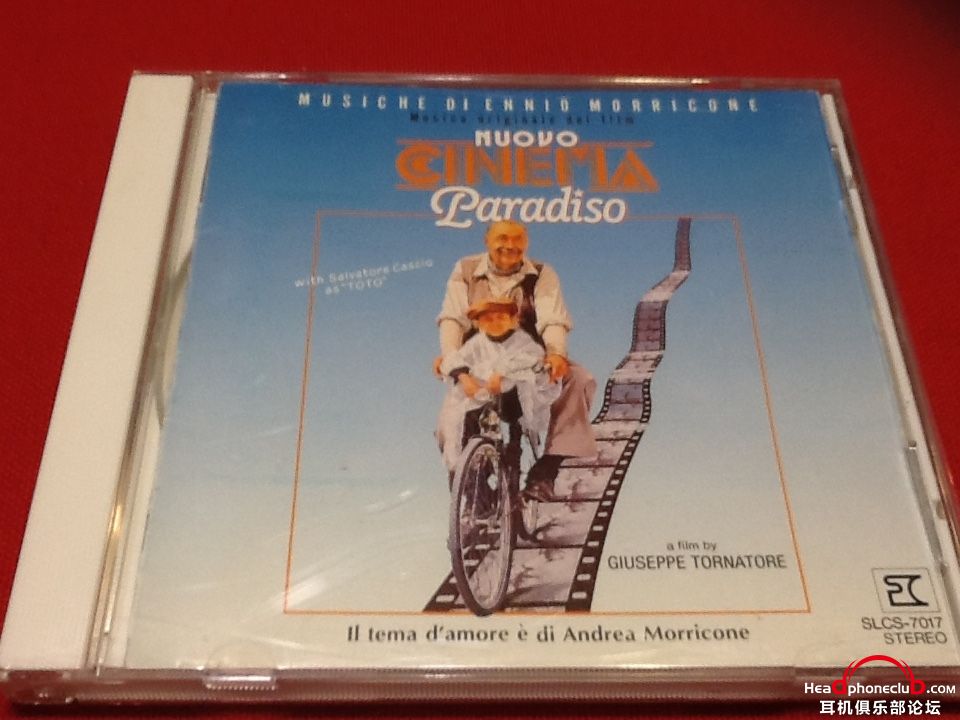 MUSICHE DI ENNIO MORRICONE
Musica originale del film
NUOVO
CINEMA
Paradiso
with Salvatore Cascio
as "TOTO"
a film by
GIUSEPPE TORNATORE
Il tema d'amore è di Andrea Morricone
SLCS-7017
STEREO
Headphoneclub.com
耳机俱乐部论坛